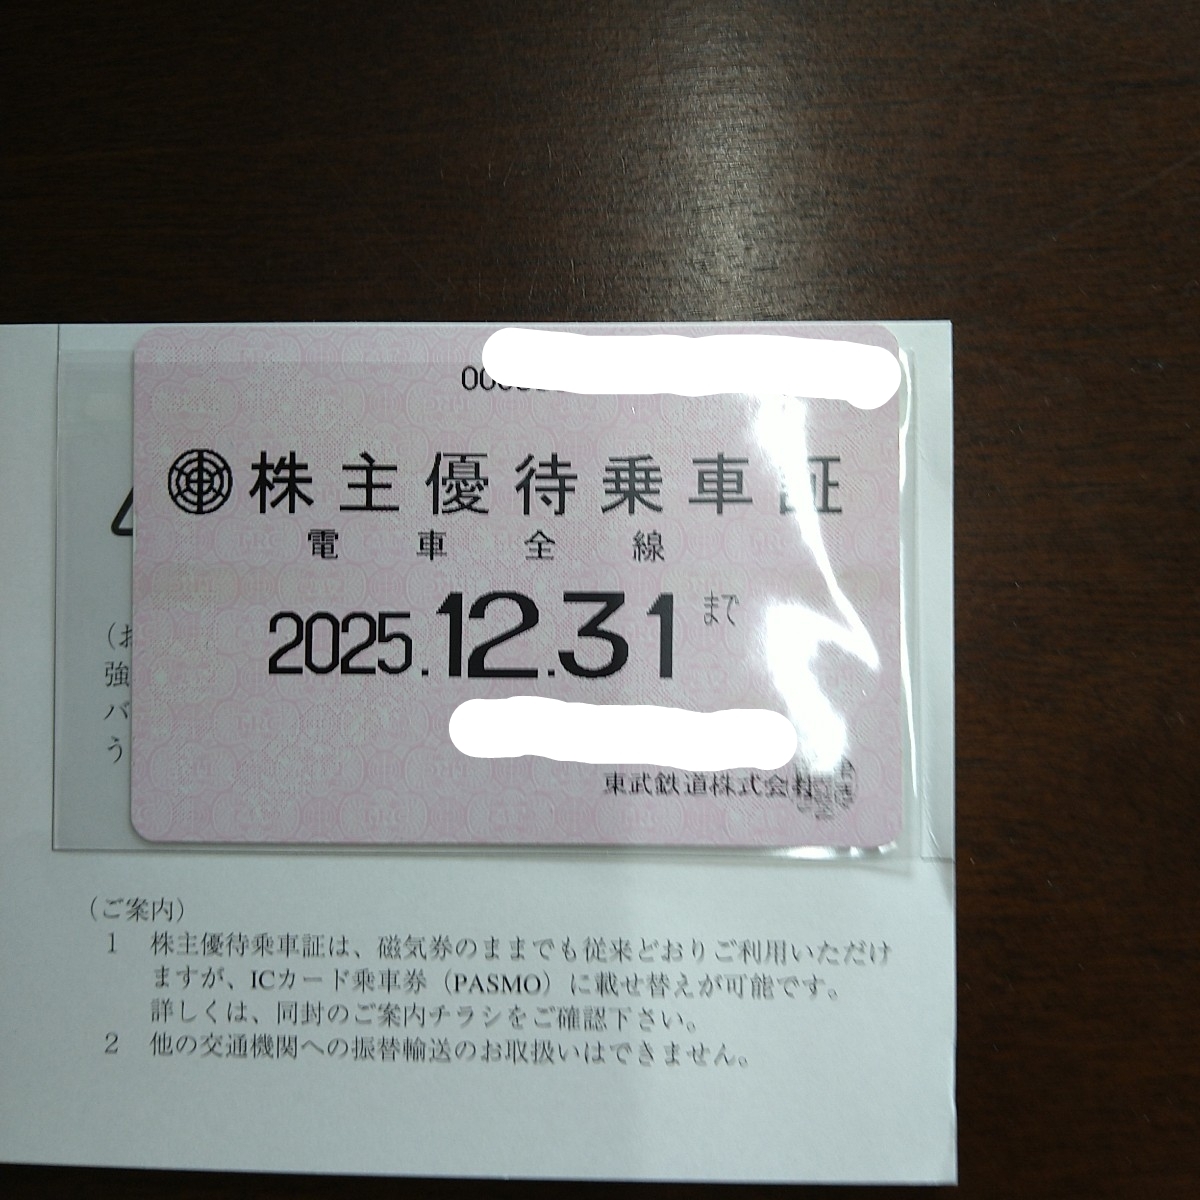 株主優待乗車証
電車全線
2025.12.31まで
東武鉄道株式会社
(お
強
バ
う
（ご案内）
1 株主優待乗車証は、磁気券のままでも従来どおりご利用いただけ
ますが、ICカード乗車券（PASMO）に載せ替えが可能です。
詳しくは、同封のご案内チラシをご確認下さい。
2 他の交通機関への振替輸送のお取扱いはできません。